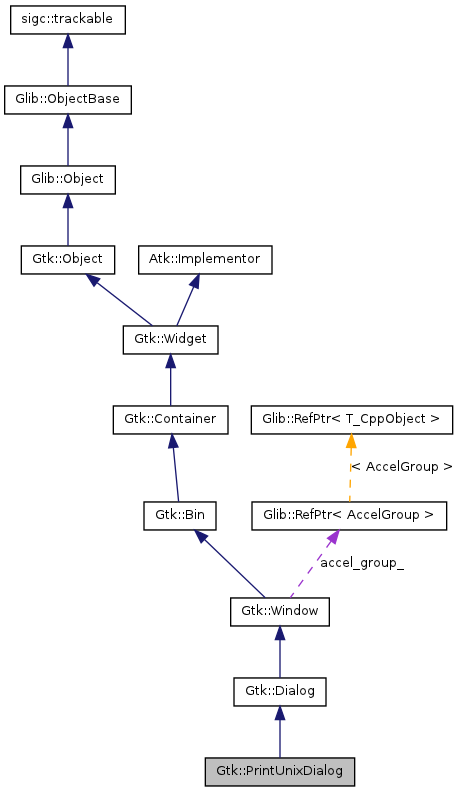 sigc::trackable
Glib::ObjectBase
Glib::Object
Gtk::Object
Atk::Implementor
Gtk::Widget
Gtk::Container
Glib::RefPtr< T_CppObject >
< AccelGroup >
Gtk::Bin
Glib::RefPtr< AccelGroup >
accel_group_
Gtk::Window
Gtk::Dialog
Gtk::PrintUnixDialog